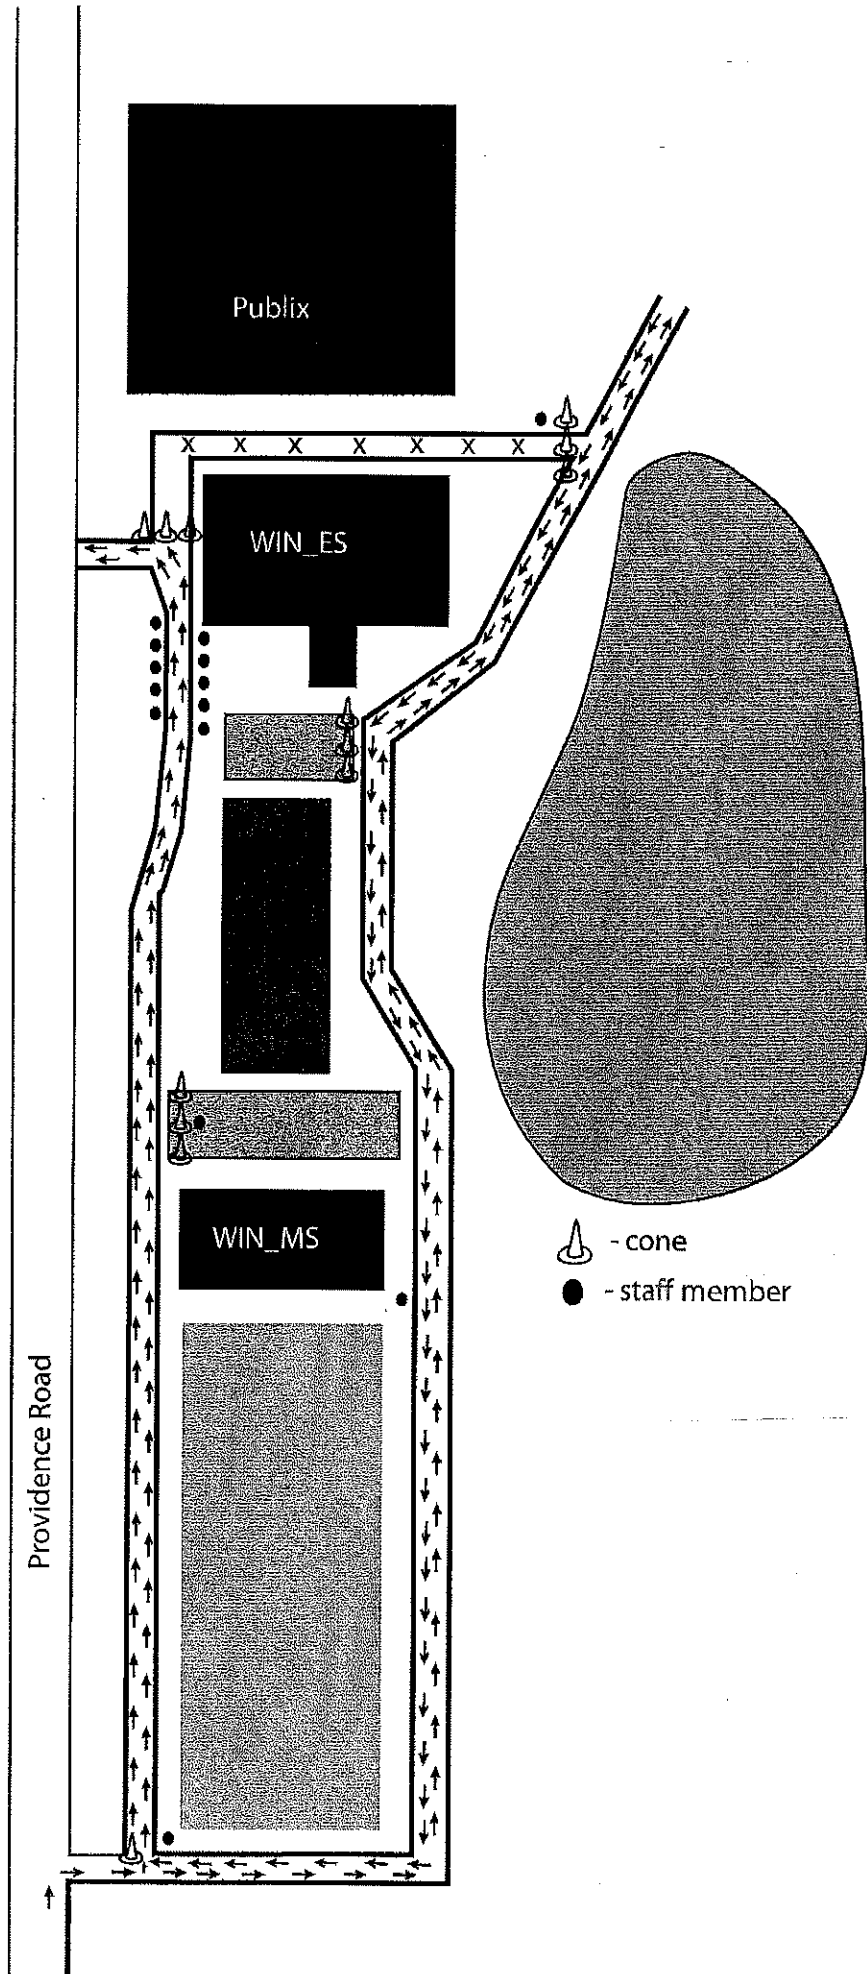 Publix
X X X X X X X
WIN_ES
WIN_MS
- cone
- staff member
Providence Road